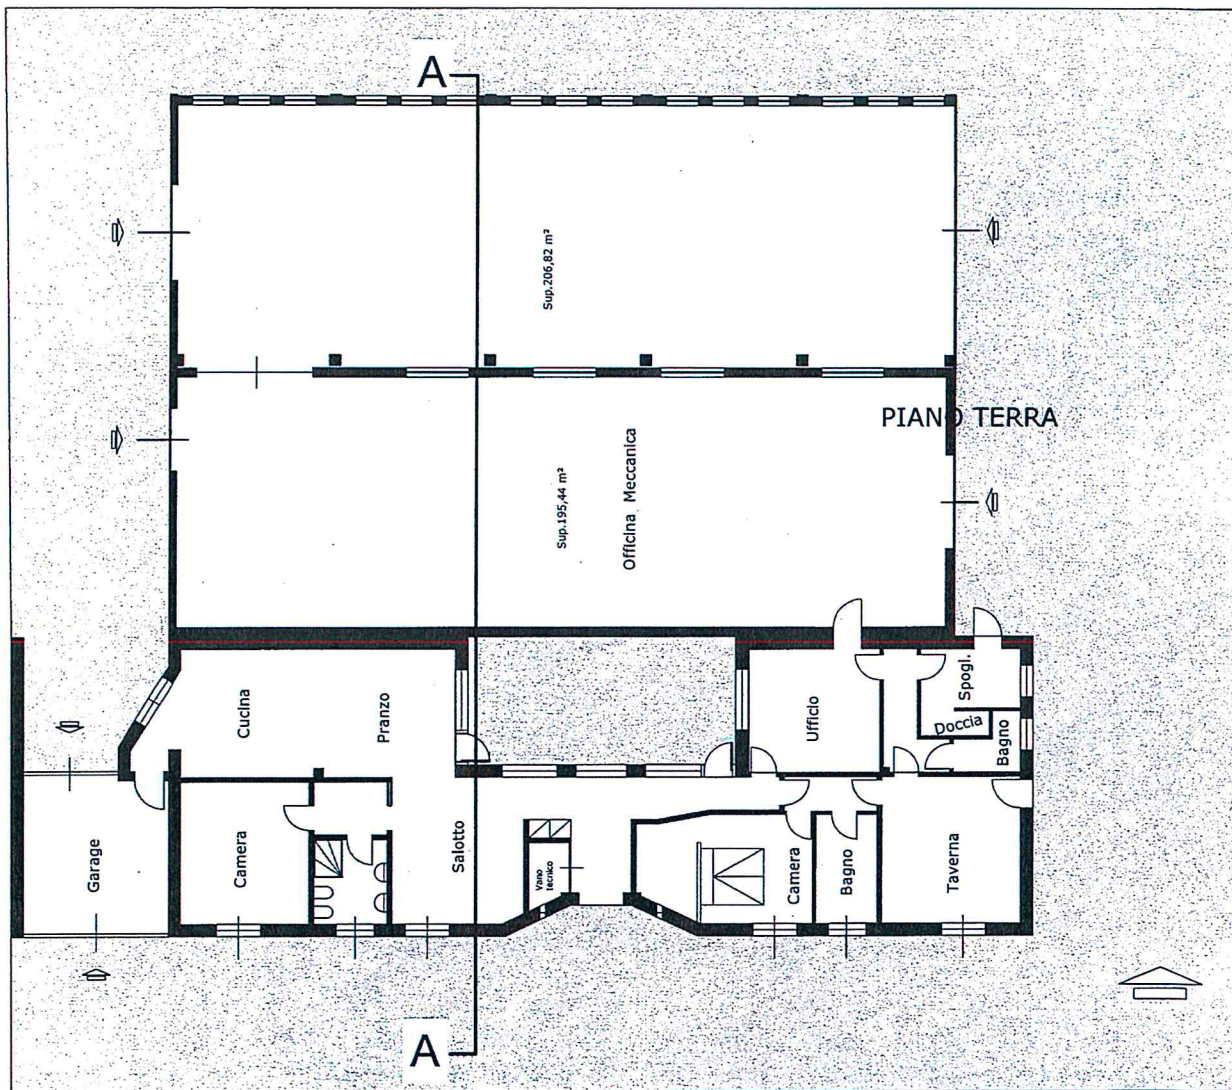 A
Sup.206,82 m²
PIANO TERRA
Sup.195,44 m²
Officina Meccanica
Cucina
Pranzo
Ufficio
Spogl.
Doccia
Bagno
Garage
Camera
Salotto
Vano
tecnico
Camera
Bagno
Taverna
A